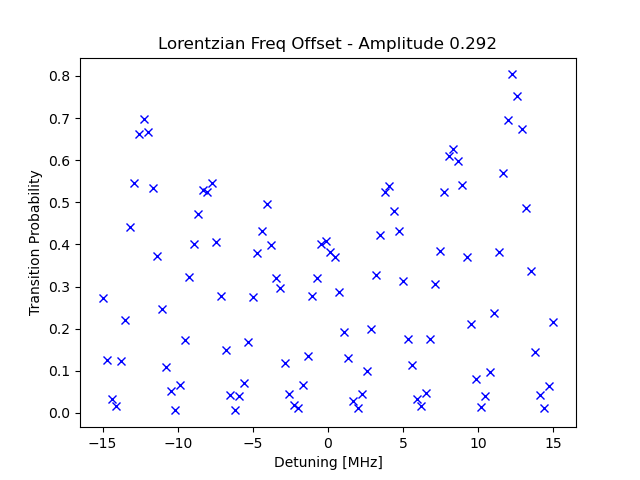 Lorentzian Freq Offset - Amplitude 0.292
0.8
0.7
0.6
0.5
0.4
0.3
0.2
0.1
0.0
Transition Probability
−15 −10 −5 0 5 10 15
Detuning [MHz]